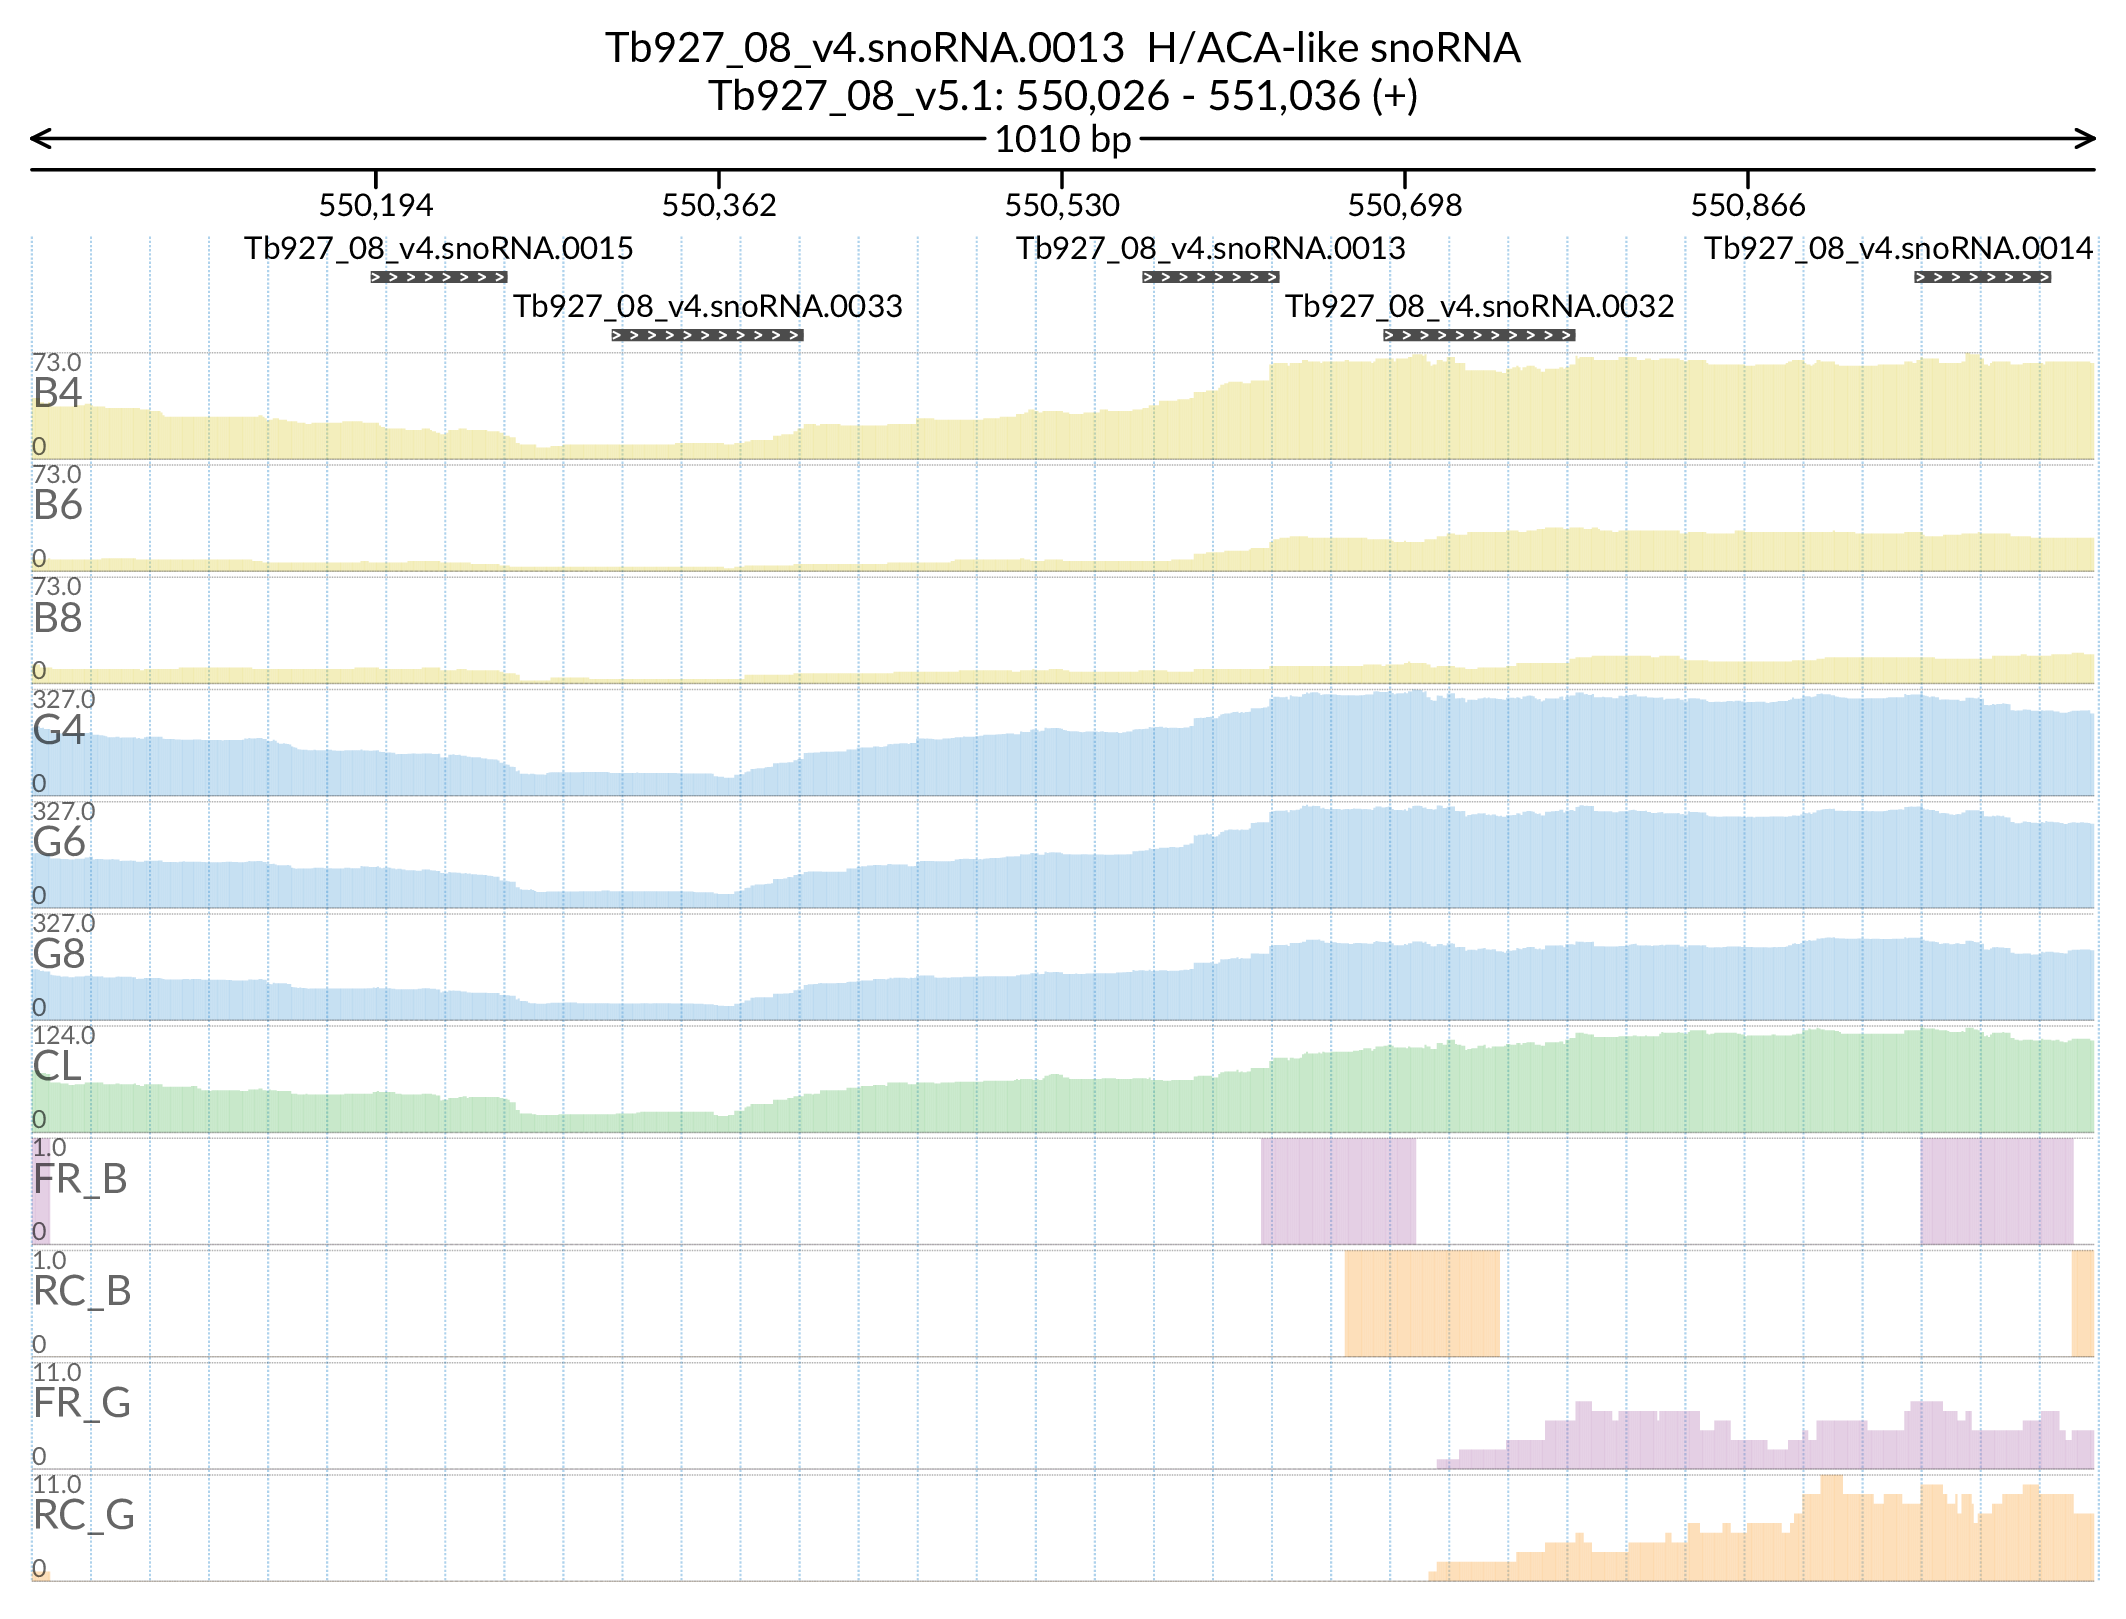 Tb927_08_v4.snoRNA.0013 H/ACA-like snoRNA
Tb927_08_v5.1: 550,026 - 551,036 (+)
1010 bp
550,194 550,362 550,530 550,698 550,866
Tb927_08_v4.snoRNA.0015 Tb927_08_v4.snoRNA.0013 Tb927_08_v4.snoRNA.0014
Tb927_08_v4.snoRNA.0033 Tb927_08_v4.snoRNA.0032
73.0
B4
0
73.0
B6
0
73.0
B8
0
327.0
G4
0
327.0
G6
0
327.0
G8
0
124.0
CL
0
1.0
FR_B
0
1.0
RC_B
0
11.0
FR_G
0
11.0
RC_G
0